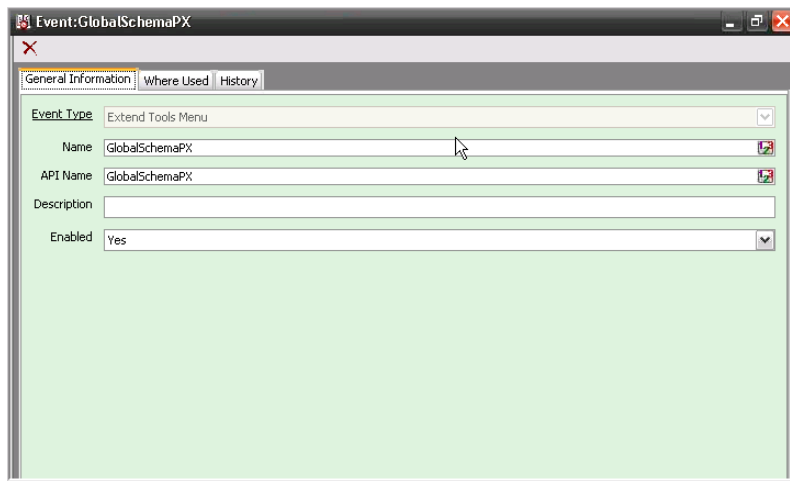 Event:GlobalSchemaPX
General Information Where Used History
Event Type Extend Tools Menu
Name GlobalSchemaPX
API Name GlobalSchemaPX
Description
Enabled Yes